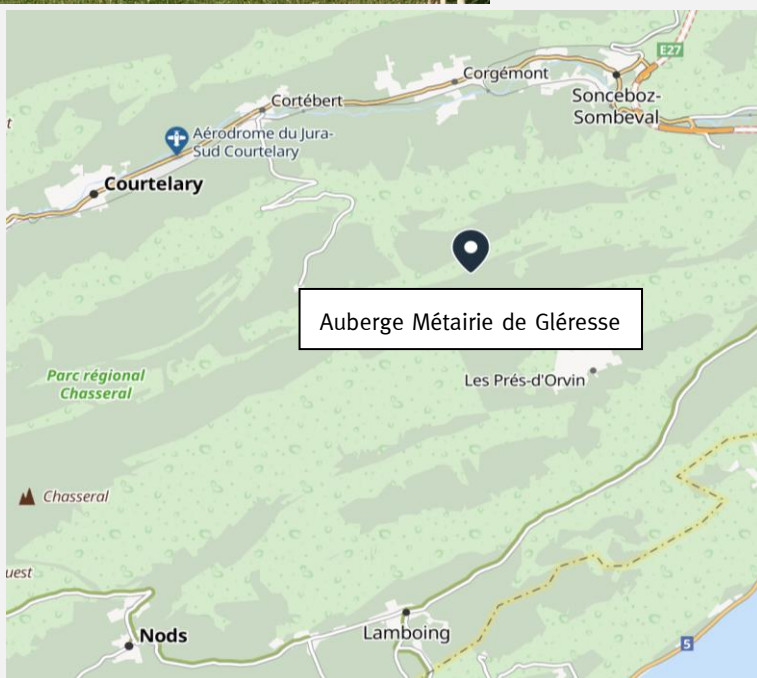 E27
Corgémont
Sonceboz-
Sombeval
Cortébert
Aérodrome du Jura-
Sud Courtelary
Courtelary
Auberge Métairie de Gléresse
Parc régional
Chasseral
Les Prés-d'Orvin
Chasseral
uest
Nods
Lamboing
5